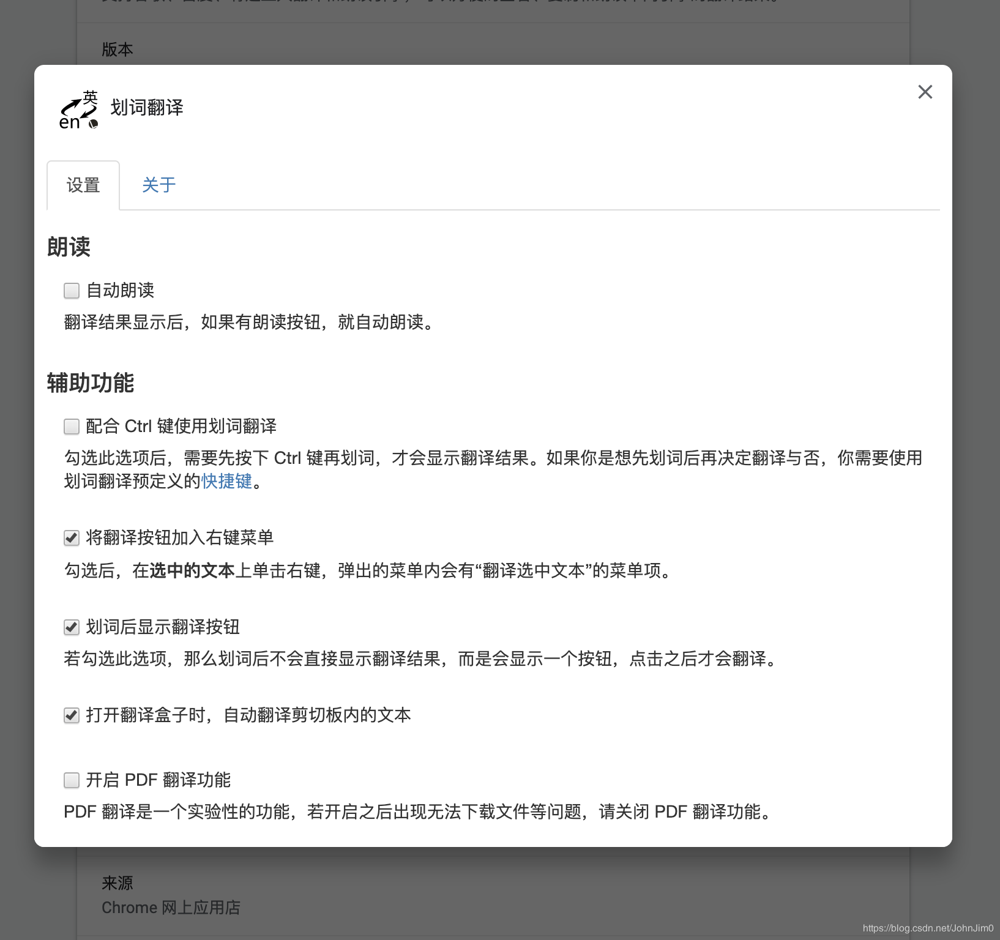 版本
英
en
划词翻译
设置
关于
朗读
自动朗读
翻译结果显示后，如果有朗读按钮，就自动朗读。
辅助功能
配合 Ctrl 键使用划词翻译
勾选此选项后，需要先按下 Ctrl 键再划词，才会显示翻译结果。如果你是想先划词后再决定翻译与否，你需要使用
划词翻译预定义的快捷键。
将翻译按钮加入右键菜单
勾选后，在选中的文本上单击右键，弹出的菜单内会有“翻译选中文本”的菜单项。
划词后显示翻译按钮
若勾选此选项，那么划词后不会直接显示翻译结果，而是会显示一个按钮，点击之后才会翻译。
打开翻译盒子时，自动翻译剪切板内的文本
开启 PDF 翻译功能
PDF 翻译是一个实验性的功能，若开启之后出现无法下载文件等问题，请关闭 PDF 翻译功能。
来源
Chrome 网上应用店
https://blog.csdn.net/JohnJim0